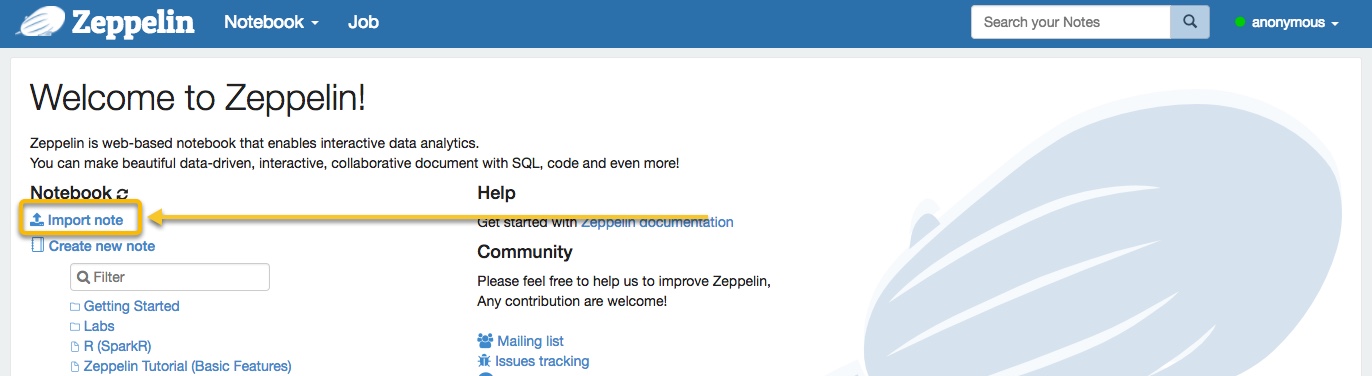 Zeppelin Notebook Job Search your Notes anonymous
Welcome to Zeppelin!
Zeppelin is web-based notebook that enables interactive data analytics.
You can make beautiful data-driven, interactive, collaborative document with SQL, code and even more!
Notebook
Import note
Create new note
Filter
Getting Started
Labs
R (SparkR)
Zeppelin Tutorial (Basic Features)
Help
Get started with Zeppelin documentation
Community
Please feel free to help us to improve Zeppelin,
Any contribution are welcome!
Mailing list
Issues tracking